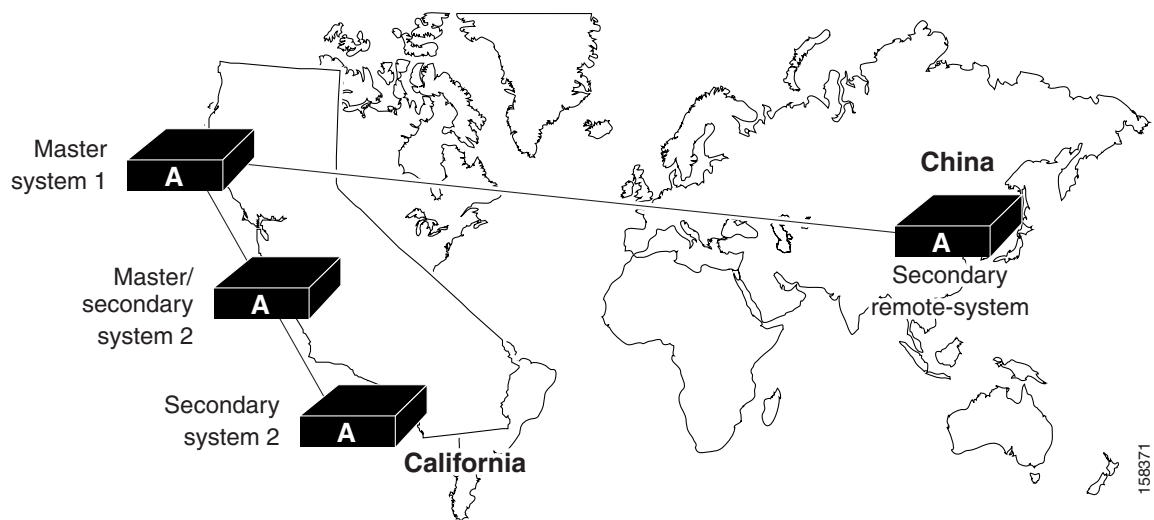 Master
system 1
A
China
A
Secondary
remote-system
Master/
secondary
system 2
A
Secondary
system 2
A
California
158371